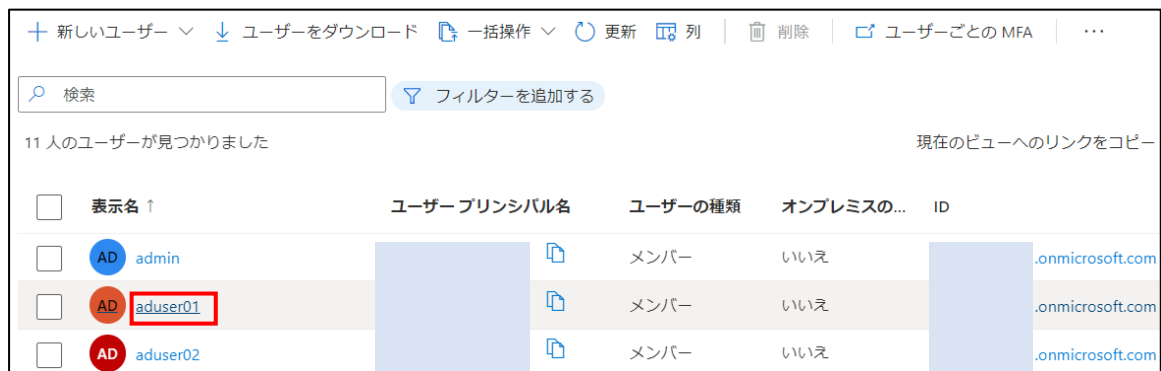 新しいユーザー ユーザーをダウンロード 一括操作 更新 列 削除 ユーザーごとの MFA ...
検索 フィルターを追加する
11 人のユーザーが見つかりました 現在のビューへのリンクをコピー
表示名 ↑ ユーザー プリンシパル名 ユーザーの種類 オンプレミスの... ID
AD admin メンバー いいえ .onmicrosoft.com
AD aduser01 メンバー いいえ .onmicrosoft.com
AD aduser02 メンバー いいえ .onmicrosoft.com